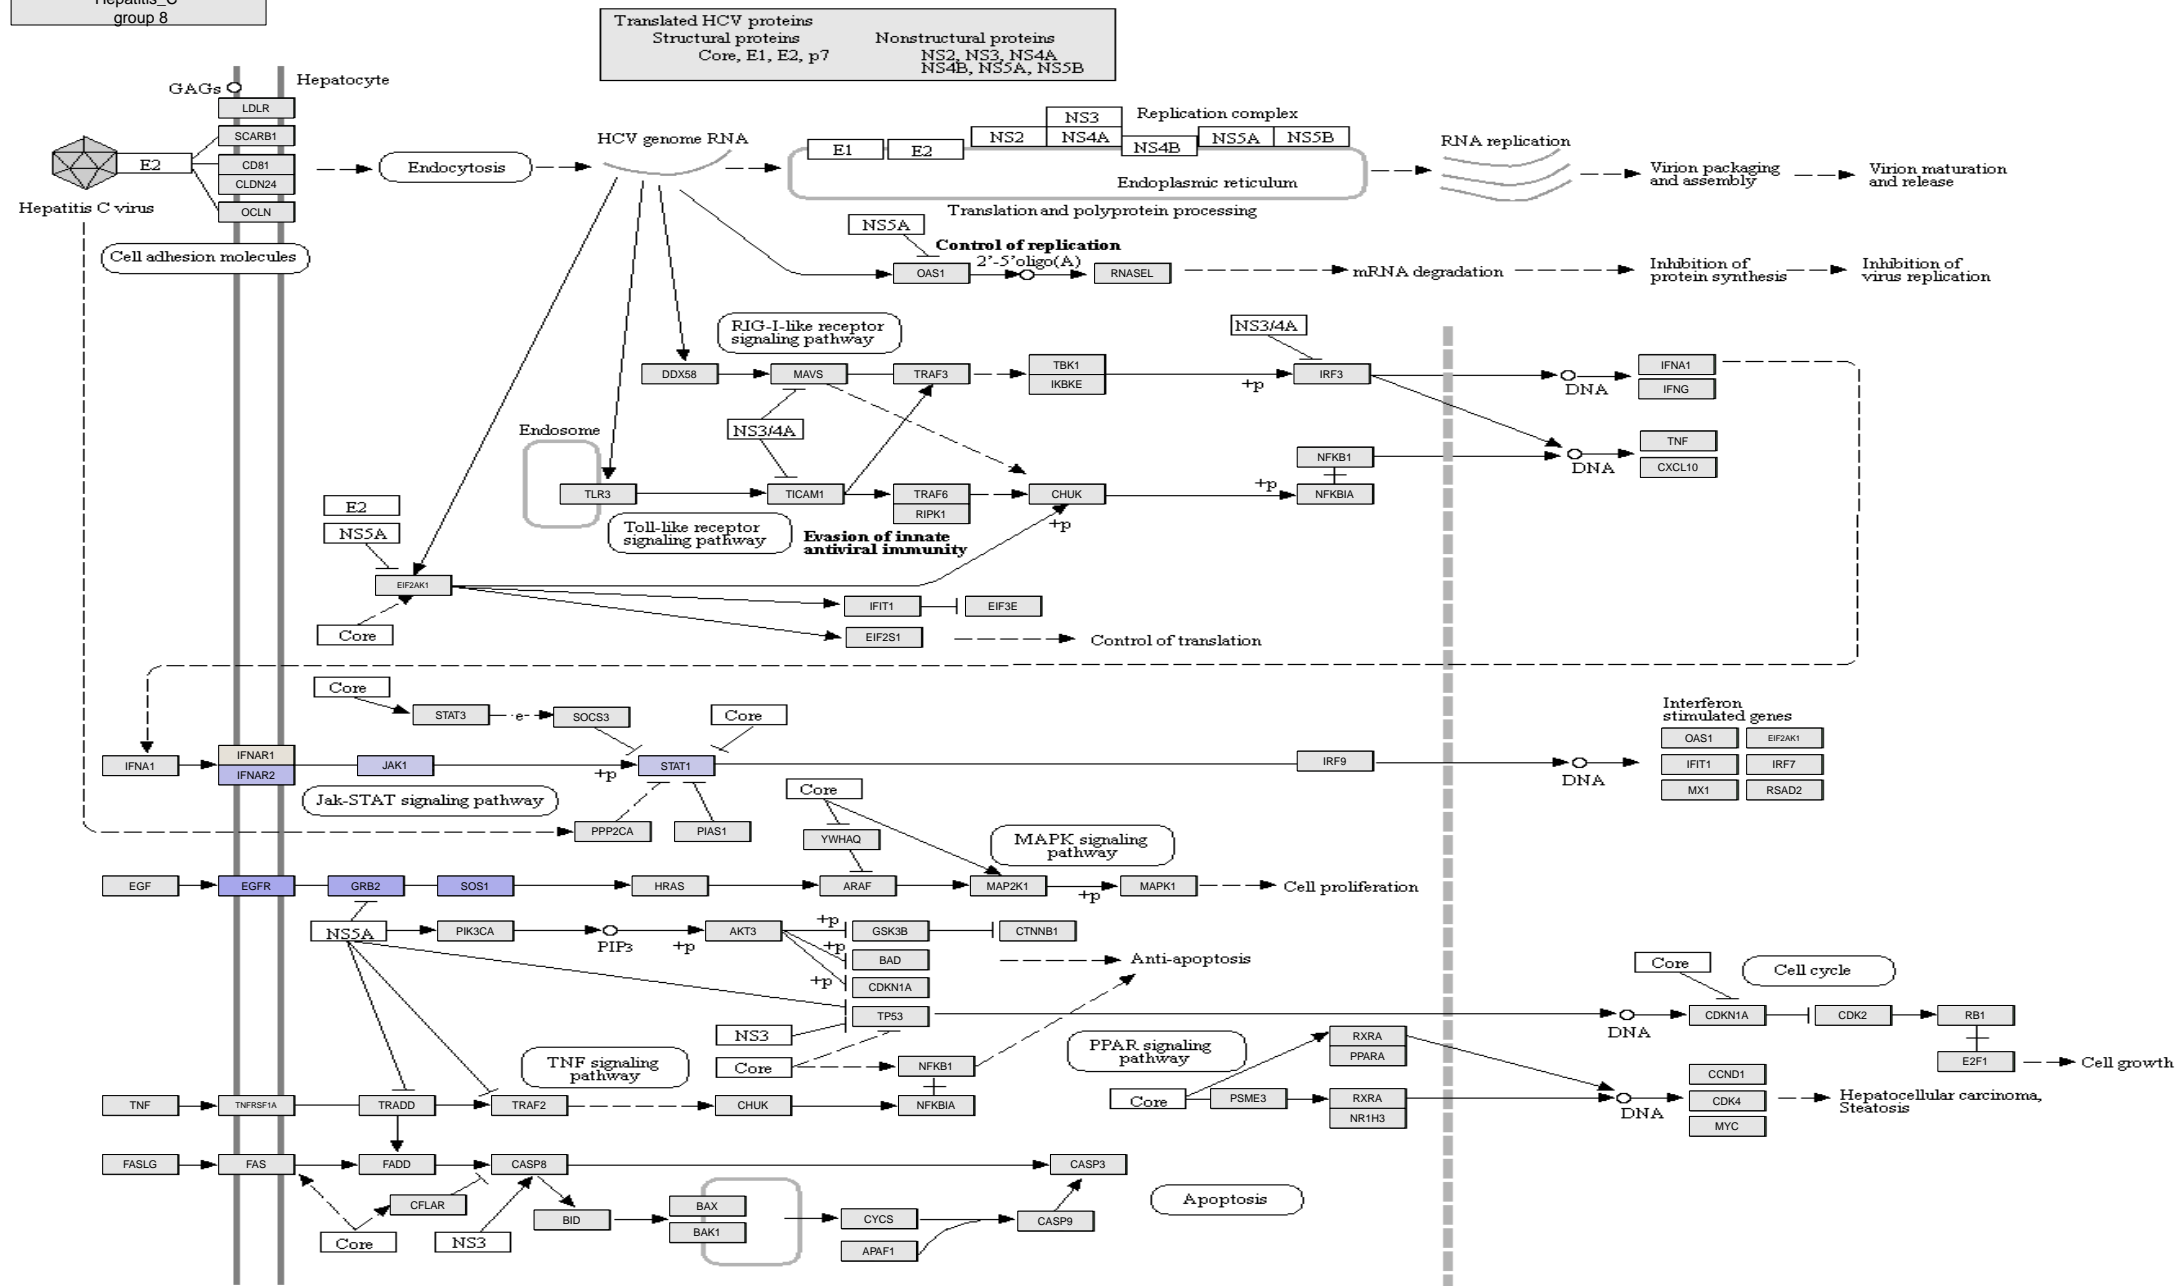 Hepatitis_C
group 8
Translated HCV proteins
Structural proteins
Nonstructural proteins
Core, E1, E2, p7
NS2, NS3, NS4A
NS4B, NS5A, NS5B
GAGs
Hepatocyte
LDLR
SCARB1
E2
CD81
CLDN24
OCLN
Hepatitis C virus
Endocytosis
HCV genome RNA
E1
E2
NS2
NS3
NS4A
NS4B
NS5A
NS5B
Replication complex
Endoplasmic reticulum
Translation and polyprotein processing
RNA replication
Virion packaging
and assembly
Virion maturation
and release
Cell adhesion molecules
NS5A
Control of replication
OAS1
2'-5'oligo(A)
RNASEL
mRNA degradation
Inhibition of
protein synthesis
Inhibition of
virus replication
RIG-I-like receptor
signaling pathway
NS3/4A
DDX58
MAVS
TRAF3
TBK1
IKBKE
+p
IRF3
DNA
IFNA1
IFNG
NS3/4A
Endosome
TLR3
TICAM1
TRAF6
RIPK1
CHUK
+p
NFKB1
NFKBIA
DNA
TNF
CXCL10
Toll-like receptor
signaling pathway
Evasion of innate
antiviral immunity
+p
E2
NS5A
EIF2AK1
Core
IFIT1
EIF3E
EIF2S1
Control of translation
Core
STAT3
e
SOCS3
Core
IFNA1
IFNAR1
IFNAR2
JAK1
+p
STAT1
IRF9
DNA
Interferon
stimulated genes
OAS1
EIF2AK1
IFIT1
IRF7
MX1
RSAD2
Jak-STAT signaling pathway
PPP2CA
PIAS1
Core
YWHAQ
MAPK signaling
pathway
EGF
EGFR
GRB2
SOS1
HRAS
ARAF
MAP2K1
+p
MAPK1
Cell proliferation
NS5A
PIK3CA
PIP3
+p
AKT3
+p
+p
+p
GSK3B
CTNNB1
BAD
CDKN1A
TP53
Anti-apoptosis
NS3
Core
NFKB1
TNF signaling
pathway
Core
Cell cycle
DNA
CDKN1A
CDK2
RB1
E2F1
Cell growth
PPAR signaling
pathway
RXRA
PPARA
Core
PSME3
RXRA
NR1H3
DNA
CCND1
CDK4
MYC
Hepatocellular carcinoma,
Steatosis
TNF
TNFRSF1A
TRADD
TRAF2
CHUK
NFKBIA
FASLG
FAS
FADD
CASP8
CASP3
CFLAR
Core
NS3
BID
BAX
BAK1
CYCS
APAF1
CASP9
Apoptosis